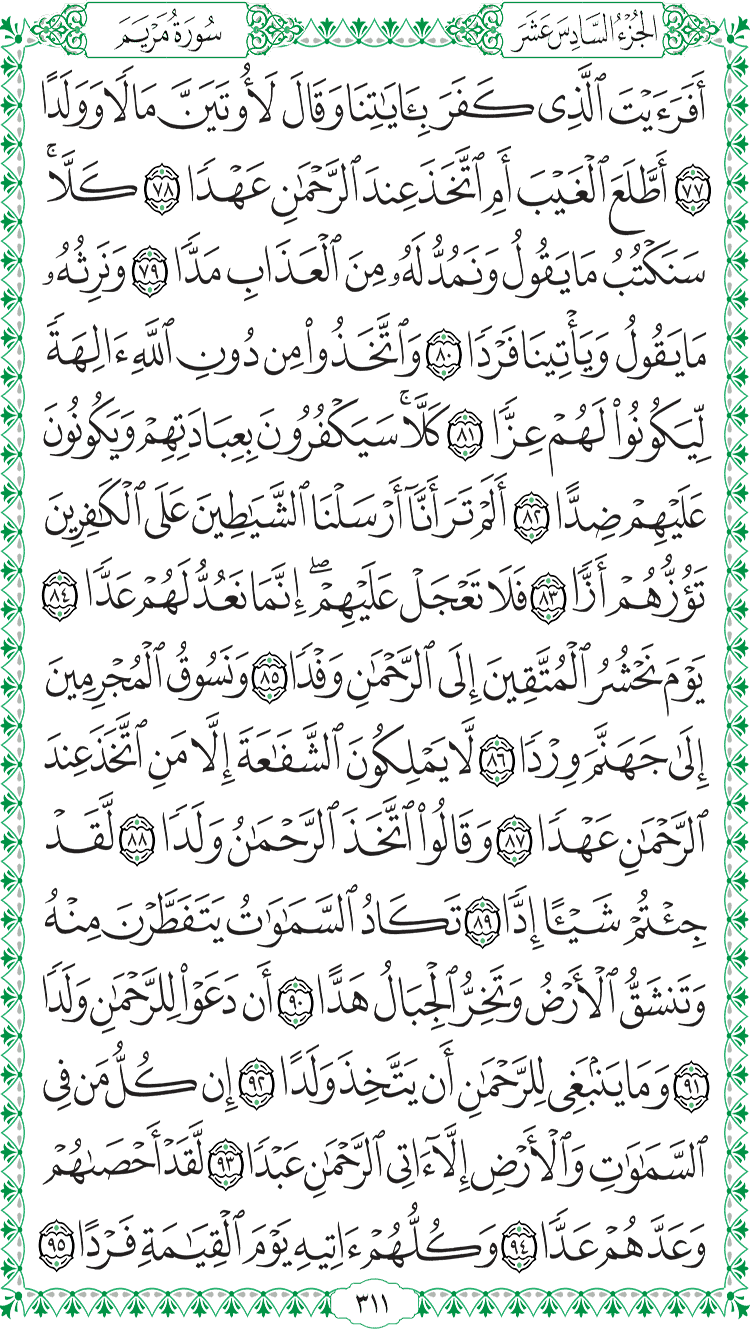 الجُزْءُ السَّادِسَ عَشَرَ
سُورَةُ مَرْيَمَ
أَفَرَءَيْتَ ٱلَّذِى كَفَرَ بِـَٔايَٰتِنَا وَقَالَ لَأُوتَيَنَّ مَالًا وَوَلَدًا
٧٧ أَطَّلَعَ ٱلْغَيْبَ أَمِ ٱتَّخَذَ عِندَ ٱلرَّحْمَٰنِ عَهْدًا ٧٨ كَلَّا ۚ
سَنَكْتُبُ مَا يَقُولُ وَنَمُدُّ لَهُۥ مِنَ ٱلْعَذَابِ مَدًّا ٧٩ وَنَرِثُهُۥ
مَا يَقُولُ وَيَأْتِينَا فَرْدًا ٨٠ وَٱتَّخَذُوا۟ مِن دُونِ ٱللَّهِ ءَالِهَةً
لِّيَكُونُوا۟ لَهُمْ عِزًّا ٨١ كَلَّا ۚ سَيَكْفُرُونَ بِعِبَادَتِهِمْ وَيَكُونُونَ
عَلَيْهِمْ ضِدًّا ٨٢ أَلَمْ تَرَ أَنَّآ أَرْسَلْنَا ٱلشَّيَٰطِينَ عَلَى ٱلْكَٰفِرِينَ
تَؤُزُّهُمْ أَزًّا ٨٣ فَلَا تَعْجَلْ عَلَيْهِمْ ۖ إِنَّمَا نَعُدُّ لَهُمْ عَدًّا ٨٤
يَوْمَ نَحْشُرُ ٱلْمُتَّقِينَ إِلَى ٱلرَّحْمَٰنِ وَفْدًا ٨٥ وَنَسُوقُ ٱلْمُجْرِمِينَ
إِلَىٰ جَهَنَّمَ وِرْدًا ٨٦ لَّا يَمْلِكُونَ ٱلشَّفَٰعَةَ إِلَّا مَنِ ٱتَّخَذَ عِندَ
ٱلرَّحْمَٰنِ عَهْدًا ٨٧ وَقَالُوا۟ ٱتَّخَذَ ٱلرَّحْمَٰنُ وَلَدًا ٨٨ لَّقَدْ
جِئْتُمْ شَيْـًٔا إِدًّا ٨٩ تَكَادُ ٱلسَّمَٰوَٰتُ يَتَفَطَّرْنَ مِنْهُ
وَتَنشَقُّ ٱلْأَرْضُ وَتَخِرُّ ٱلْجِبَالُ هَدًّا ٩٠ أَن دَعَوْا۟ لِلرَّحْمَٰنِ وَلَدًا
٩١ وَمَا يَنۢبَغِى لِلرَّحْمَٰنِ أَن يَتَّخِذَ وَلَدًا ٩٢ إِن كُلُّ مَن فِى
ٱلسَّمَٰوَٰتِ وَٱلْأَرْضِ إِلَّآ ءَاتِى ٱلرَّحْمَٰنِ عَبْدًا ٩٣ لَّقَدْ أَحْصَىٰهُمْ
وَعَدَّهُمْ عَدًّا ٩٤ وَكُلُّهُمْ ءَاتِيهِ يَوْمَ ٱلْقِيَٰمَةِ فَرْدًا ٩٥
٣١١